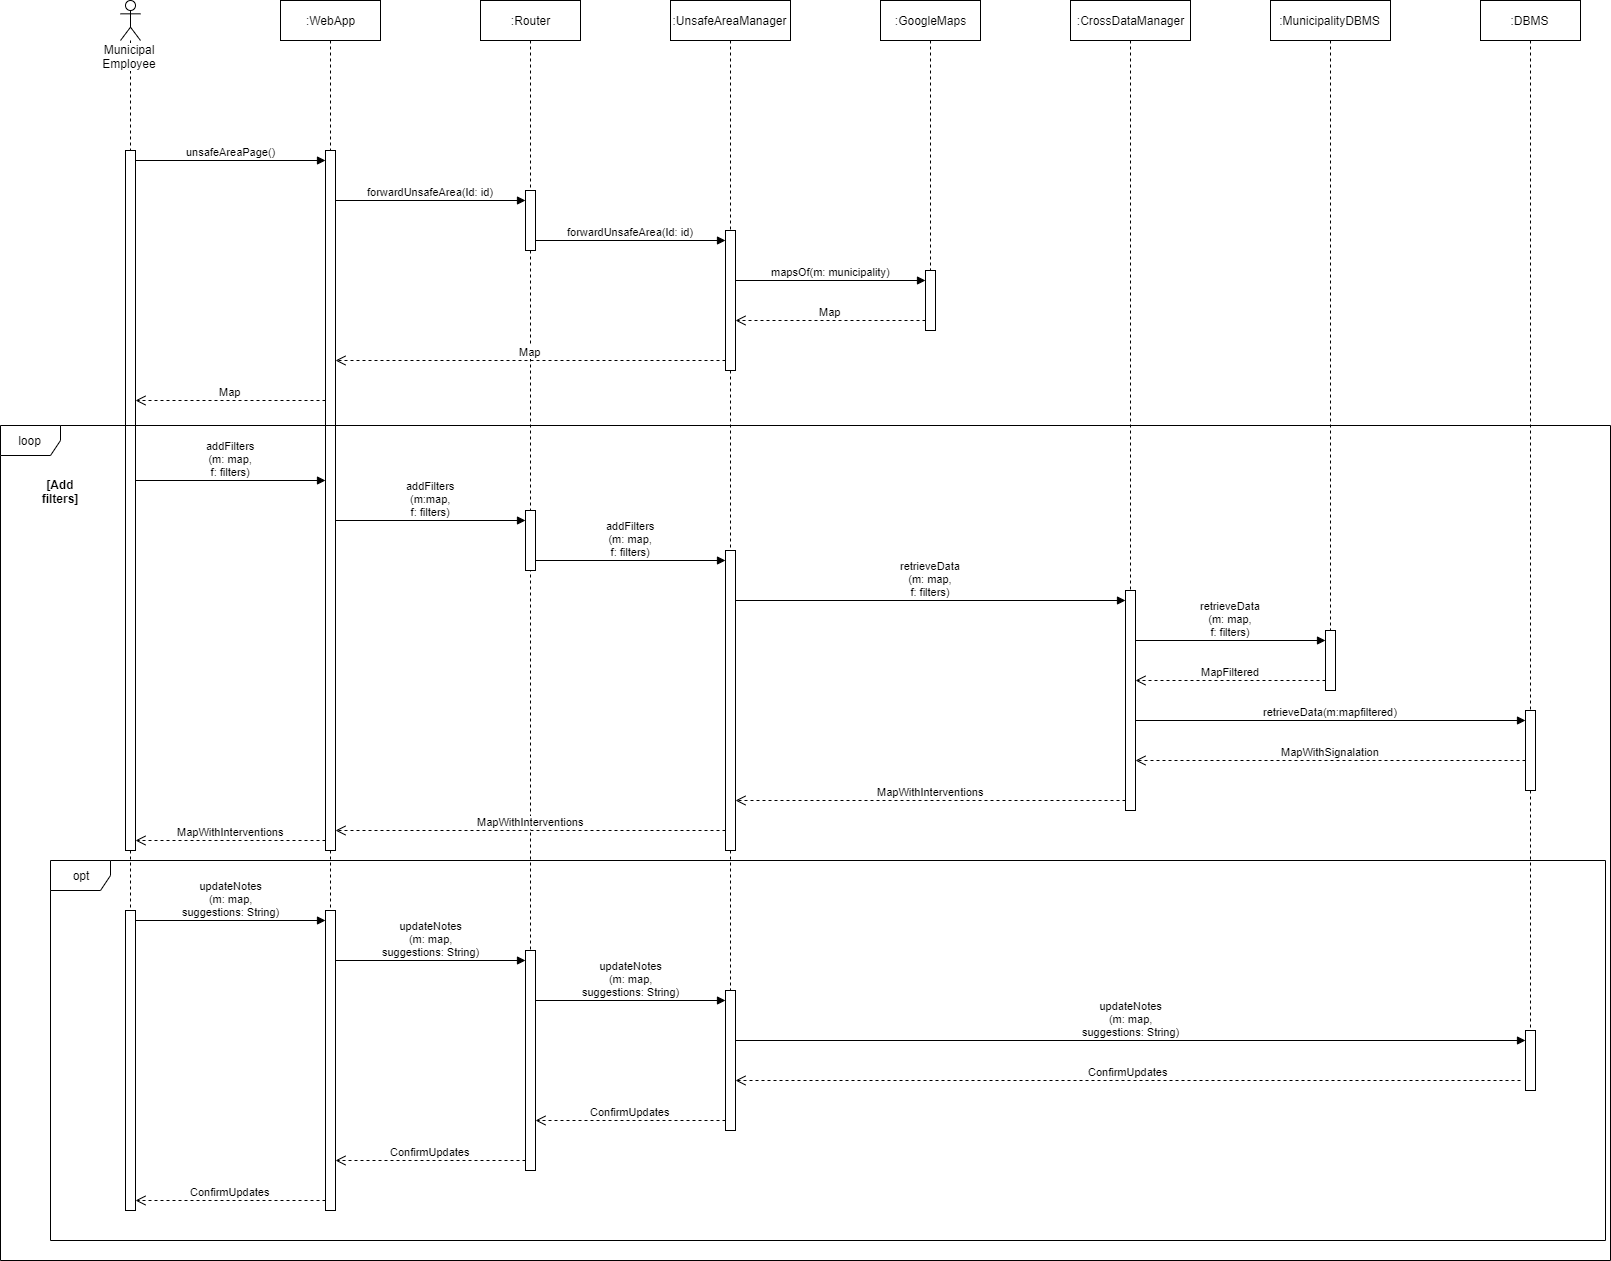 Municipal
Employee
:WebApp
:Router
:UnsafeAreaManager
:GoogleMaps
:CrossDataManager
:MunicipalityDBMS
:DBMS
unsafeAreaPage()
forwardUnsafeArea(Id: id)
forwardUnsafeArea(Id: id)
mapsOf(m: municipality)
Map
Map
Map
loop
[Add
filters]
addFilters
(m: map,
f: filters)
addFilters
(m:map,
f: filters)
addFilters
(m: map,
f: filters)
retrieveData
(m: map,
f: filters)
retrieveData
(m: map,
f: filters)
MapFiltered
retrieveData(m:mapfiltered)
MapWithSignalation
MapWithInterventions
MapWithInterventions
MapWithInterventions
opt
updateNotes
(m: map,
suggestions: String)
updateNotes
(m: map,
suggestions: String)
updateNotes
(m: map,
suggestions: String)
updateNotes
(m: map,
suggestions: String)
ConfirmUpdates
ConfirmUpdates
ConfirmUpdates
ConfirmUpdates